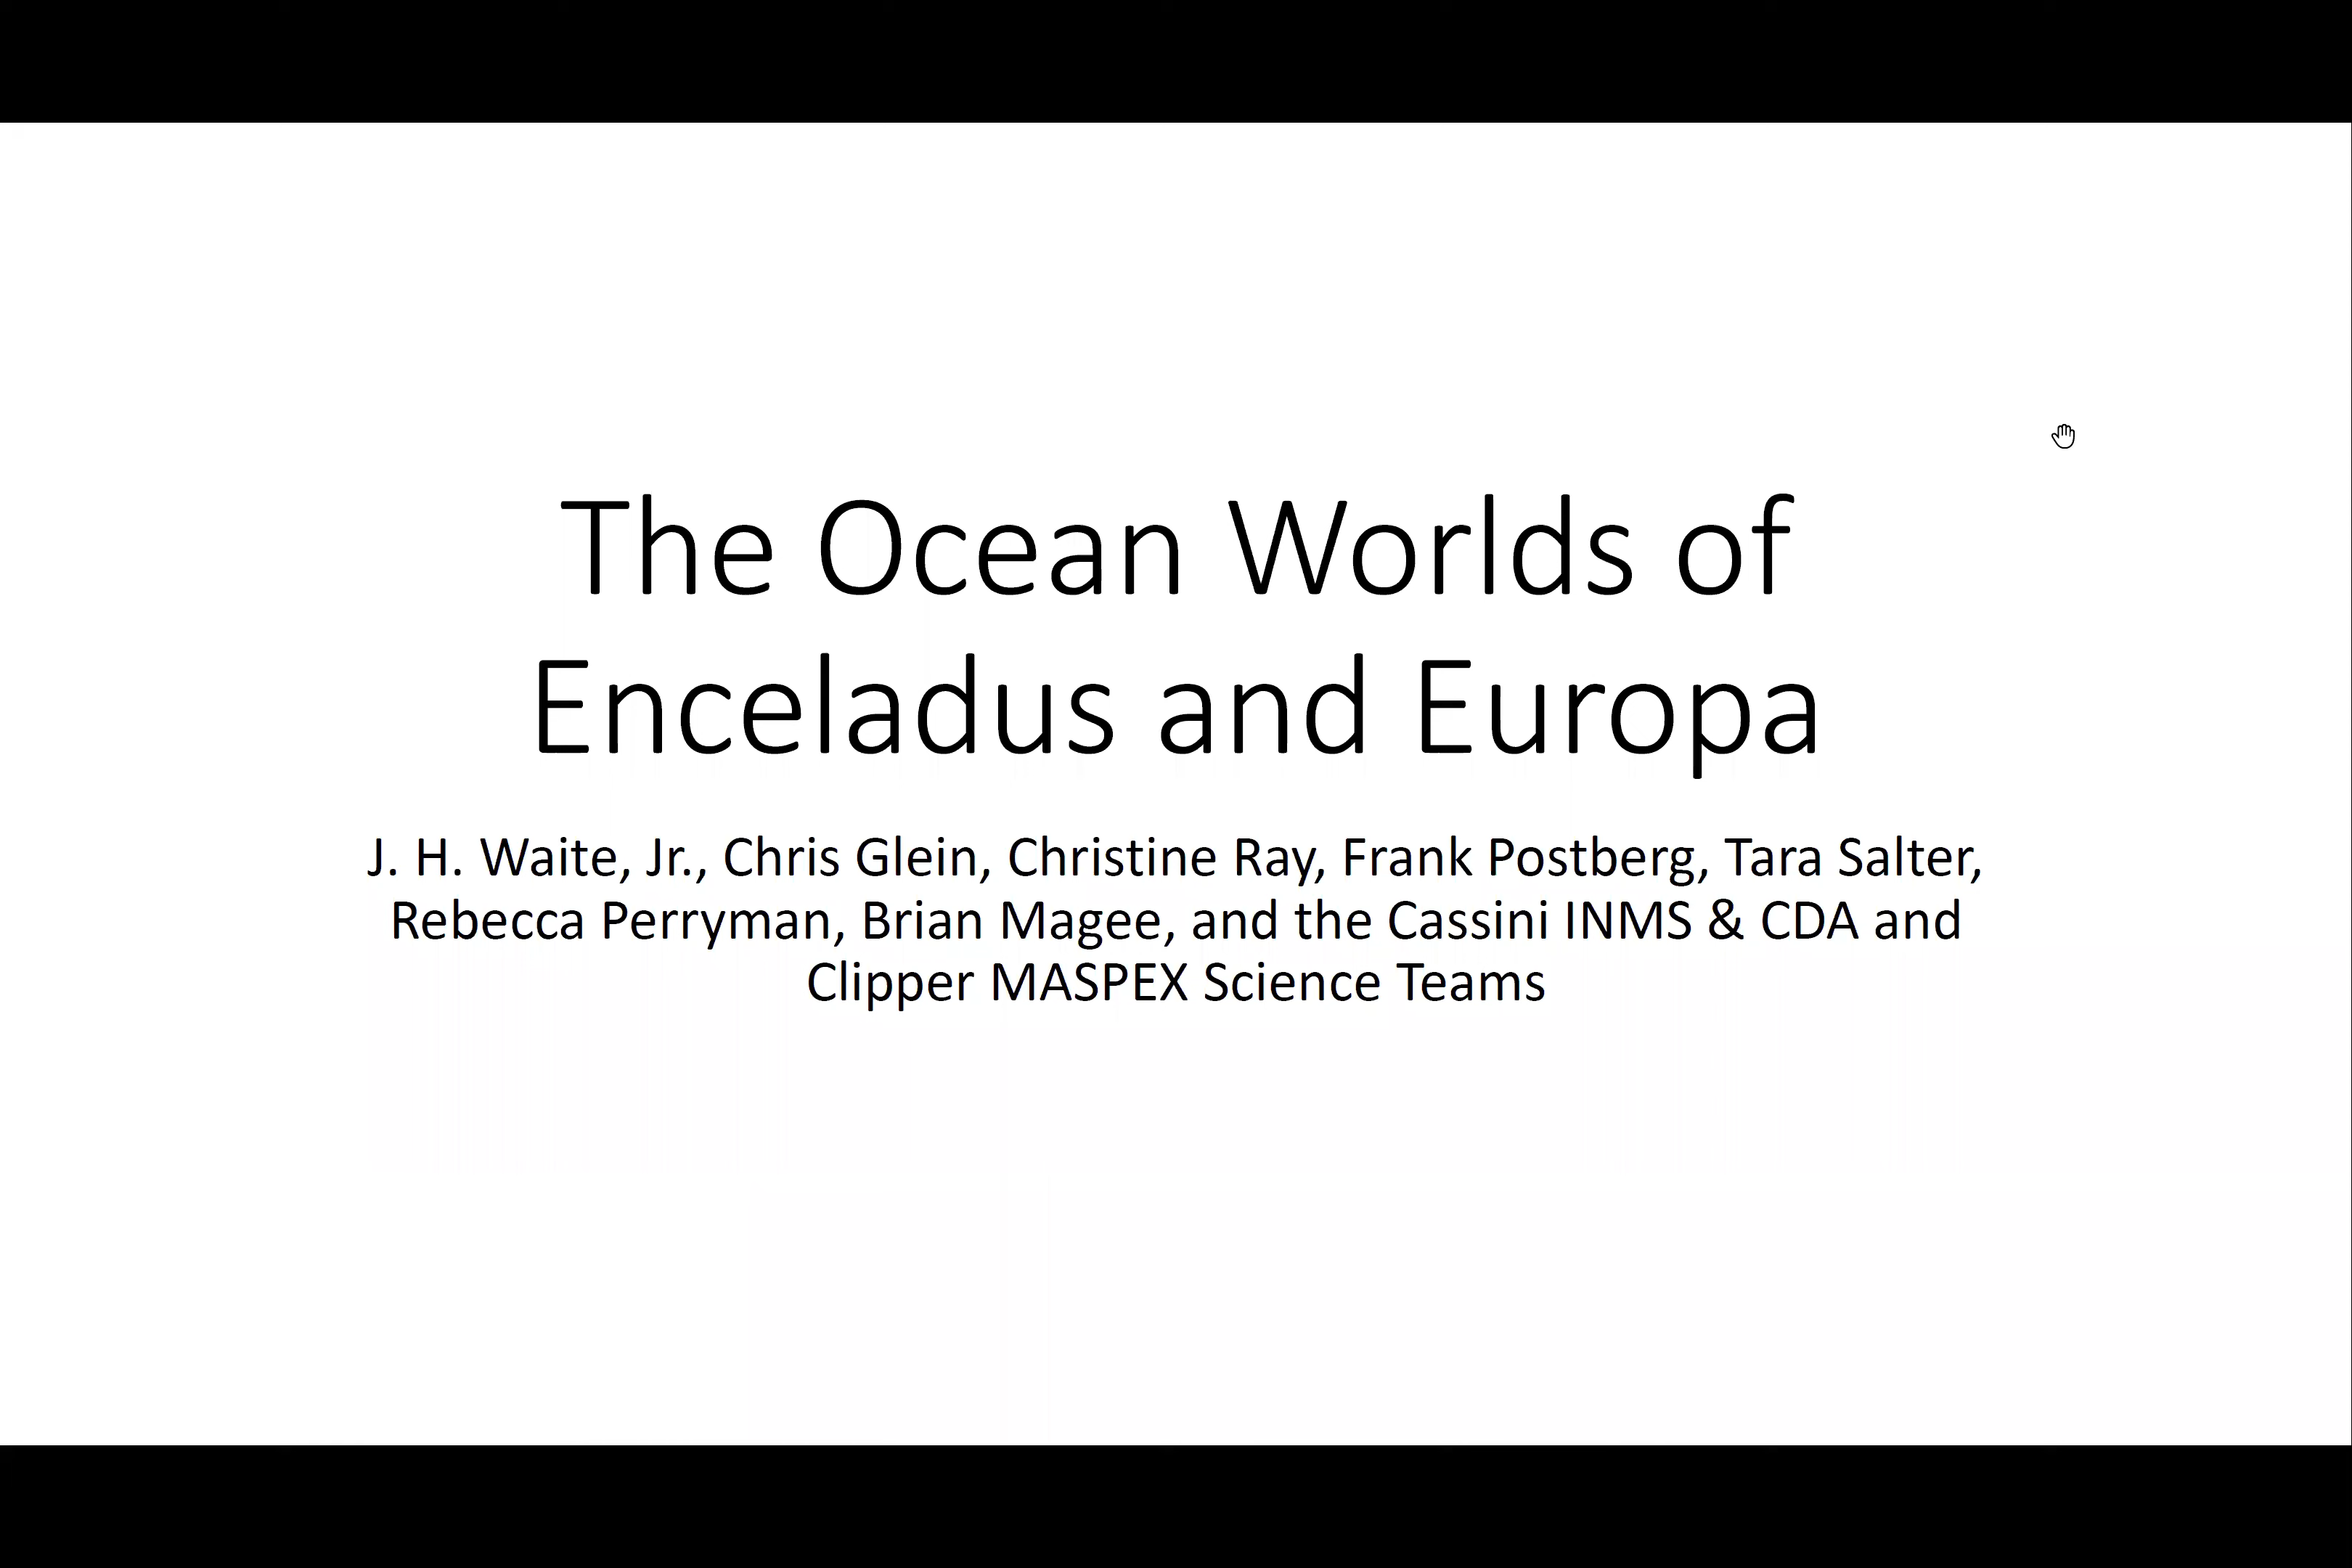 The Ocean Worlds of
Enceladus and Europa
J. H. Waite, Jr., Chris Glein, Christine Ray, Frank Postberg, Tara Salter,
Rebecca Perryman, Brian Magee, and the Cassini INMS & CDA and
Clipper MASPEX Science Teams